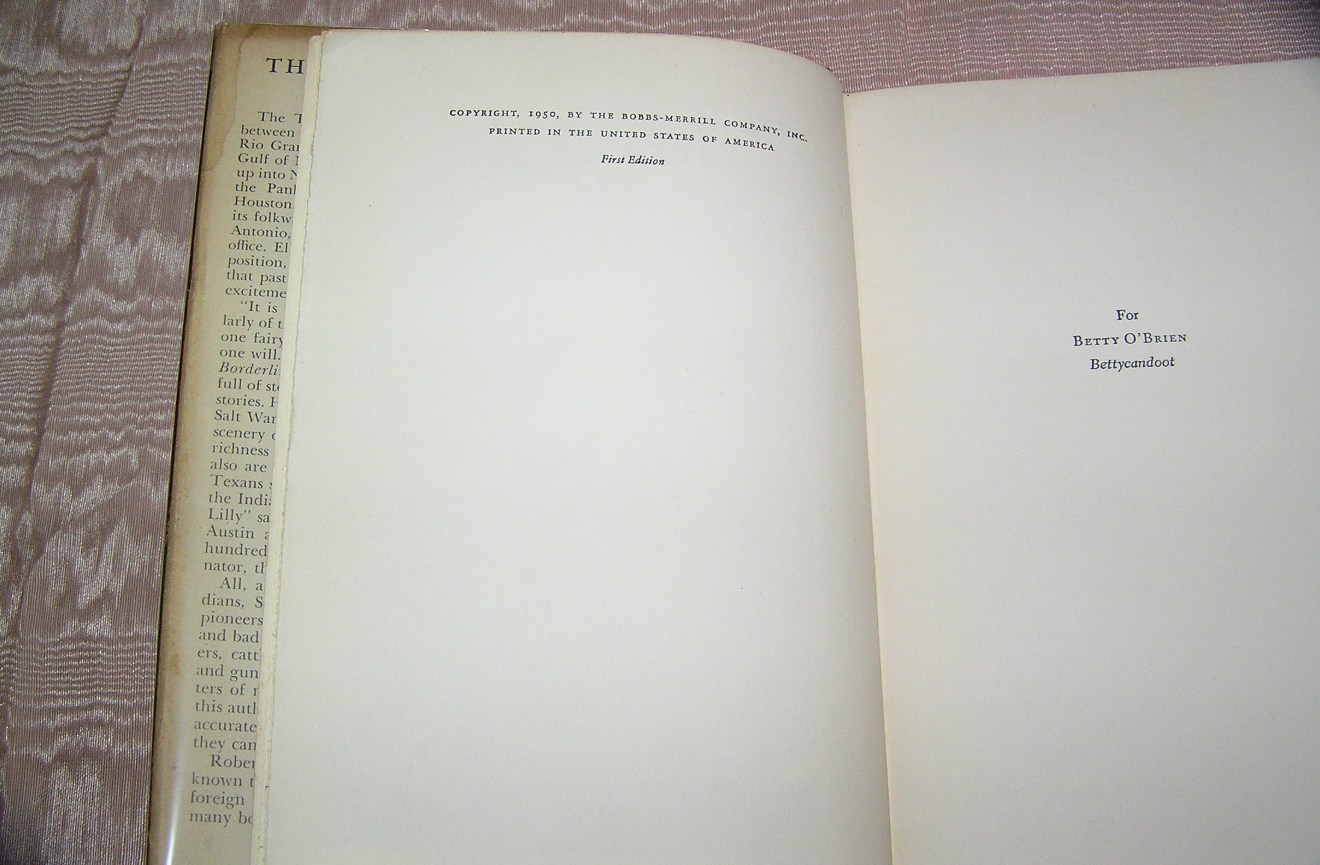 TH
The T
between
Rio Gra
Gulf of
up into N
the Pan
Houston
its folkw
Antonio,
office. El
position,
that past
exciteme
"It is
larly of t
one fairy
one will.
Borderl
full of st
stories. H
Salt War
scenery
richness
also are
Texans
the Indi
Lilly" sa
Austin a
hundred
nator, th
All, a
dians, S
pioneers
and bad
ers, catt
and gun
ters of r
this auth
accurate
they can
Rober
known t
foreign
many bo
COPYRIGHT, 1950, BY THE BOBBS-MERRILL COMPANY, INC.
PRINTED IN THE UNITED STATES OF AMERICA
First Edition
For
BETTY O'BRIEN
Bettycandoot